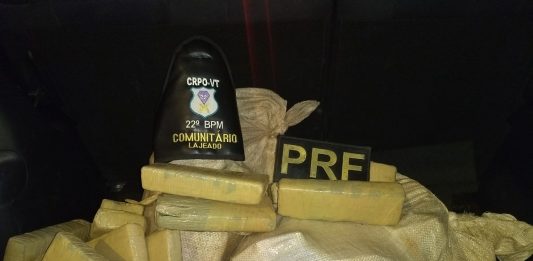 CRPO-VT
22º BPM
COMUNITÁRIO
LAJEADO
PRF